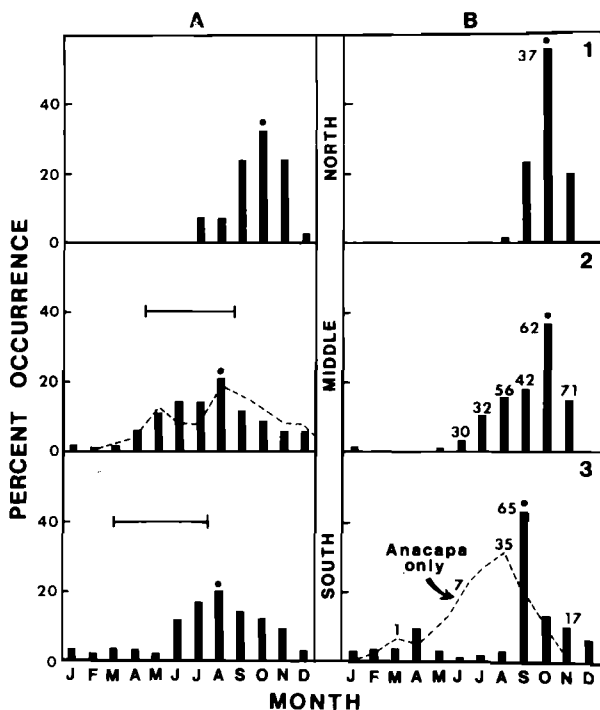 A B
40
20
0
NORTH
37
1
PERCENT OCCURRENCE
40
20
0
MIDDLE
30
32
56
42
62
71
2
40
20
0
SOUTH
Anacapa
only
1
7
35
65
17
3
J F M A M J J A S O N D J F M A M J J A S O N D
MONTH